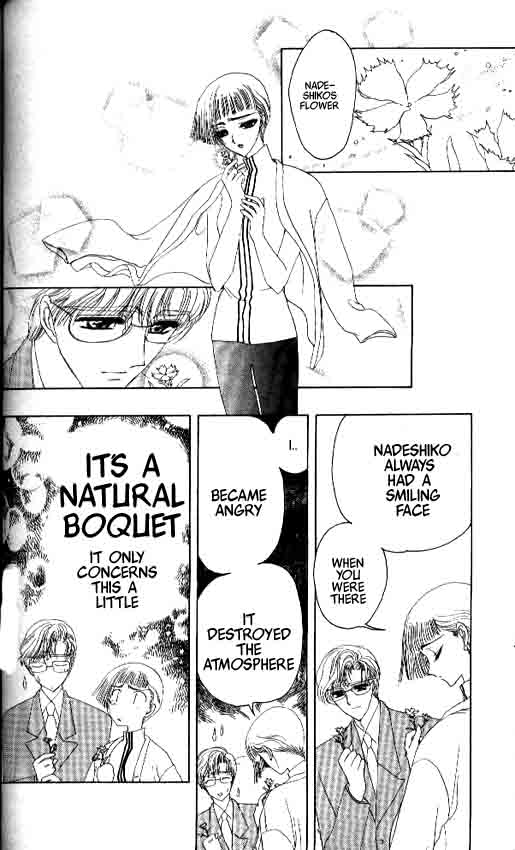 NADE-
SHIKOS
FLOWER
NADESHIKO
ALWAYS
HAD A
SMILING
FACE
WHEN
YOU
WERE
THERE
I..
BECAME
ANGRY
IT
DESTROYED
THE
ATMOSPHERE
IT'S A
NATURAL
BOQUET
IT ONLY
CONCERNS
THIS A
LITTLE